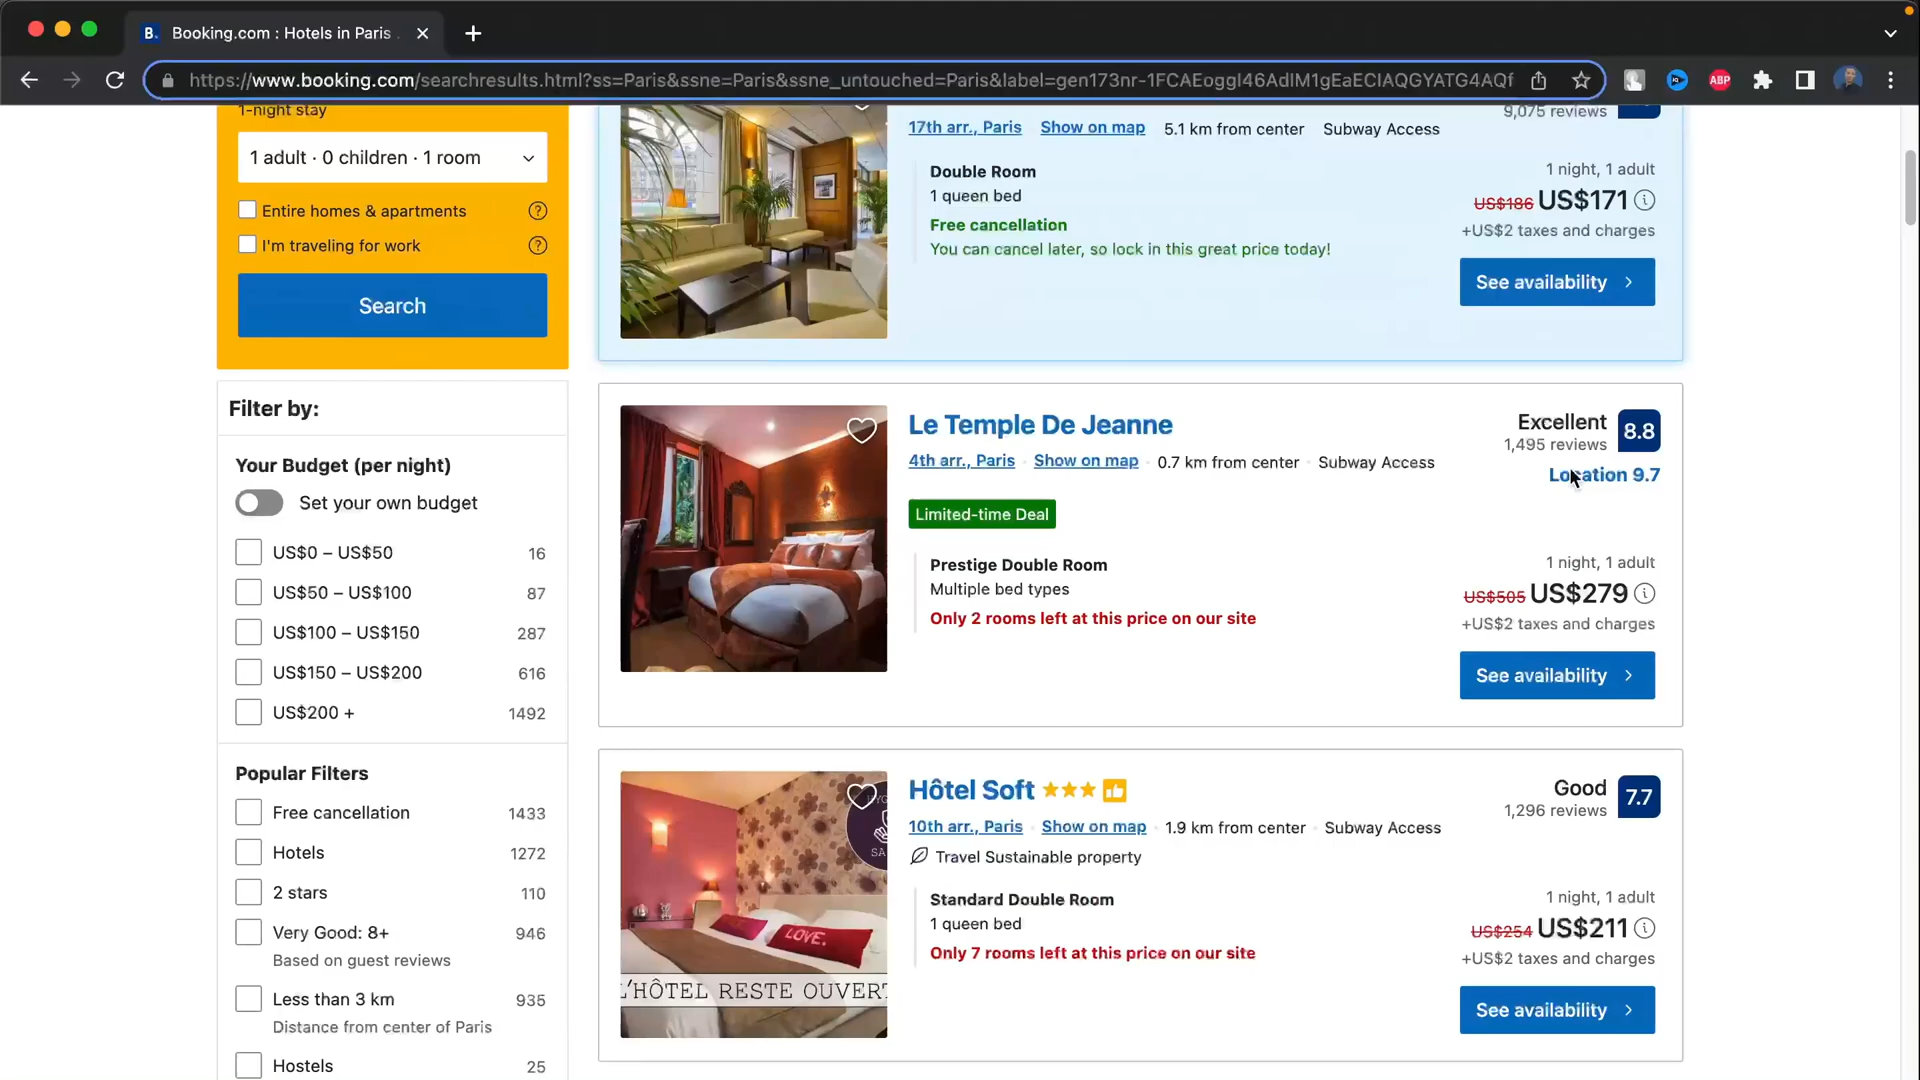 Booking.com : Hotels in Paris
https://www.booking.com/searchresults.html?ss=Paris&ssne=Paris&ssne_untouched=Paris&label=gen173nr-1FCAEoggI46AdIM1gEaECIAQGYATG4AQf
ABP
1-night stay
1 adult · 0 children · 1 room
Entire homes & apartments
I'm traveling for work
Search
Filter by:
Your Budget (per night)
Set your own budget
US$0 – US$50 16
US$50 – US$100 87
US$100 – US$150 287
US$150 – US$200 616
US$200 + 1492
Popular Filters
Free cancellation 1433
Hotels 1272
2 stars 110
Very Good: 8+ 946
Based on guest reviews
Less than 3 km 935
Distance from center of Paris
Hostels 25
9,075 reviews
17th arr., Paris Show on map 5.1 km from center Subway Access
Double Room
1 queen bed
Free cancellation
You can cancel later, so lock in this great price today!
1 night, 1 adult
US$186 US$171
+US$2 taxes and charges
See availability
Le Temple De Jeanne
4th arr., Paris · Show on map · 0.7 km from center · Subway Access
Limited-time Deal
Prestige Double Room
Multiple bed types
Only 2 rooms left at this price on our site
Excellent 8.8
1,495 reviews
Location 9.7
1 night, 1 adult
US$505 US$279
+US$2 taxes and charges
See availability
Hôtel Soft
10th arr., Paris · Show on map · 1.9 km from center · Subway Access
Travel Sustainable property
Standard Double Room
1 queen bed
Only 7 rooms left at this price on our site
Good 7.7
1,296 reviews
1 night, 1 adult
US$254 US$211
+US$2 taxes and charges
See availability
LOVE.
L'HÔTEL RESTE OUVERT